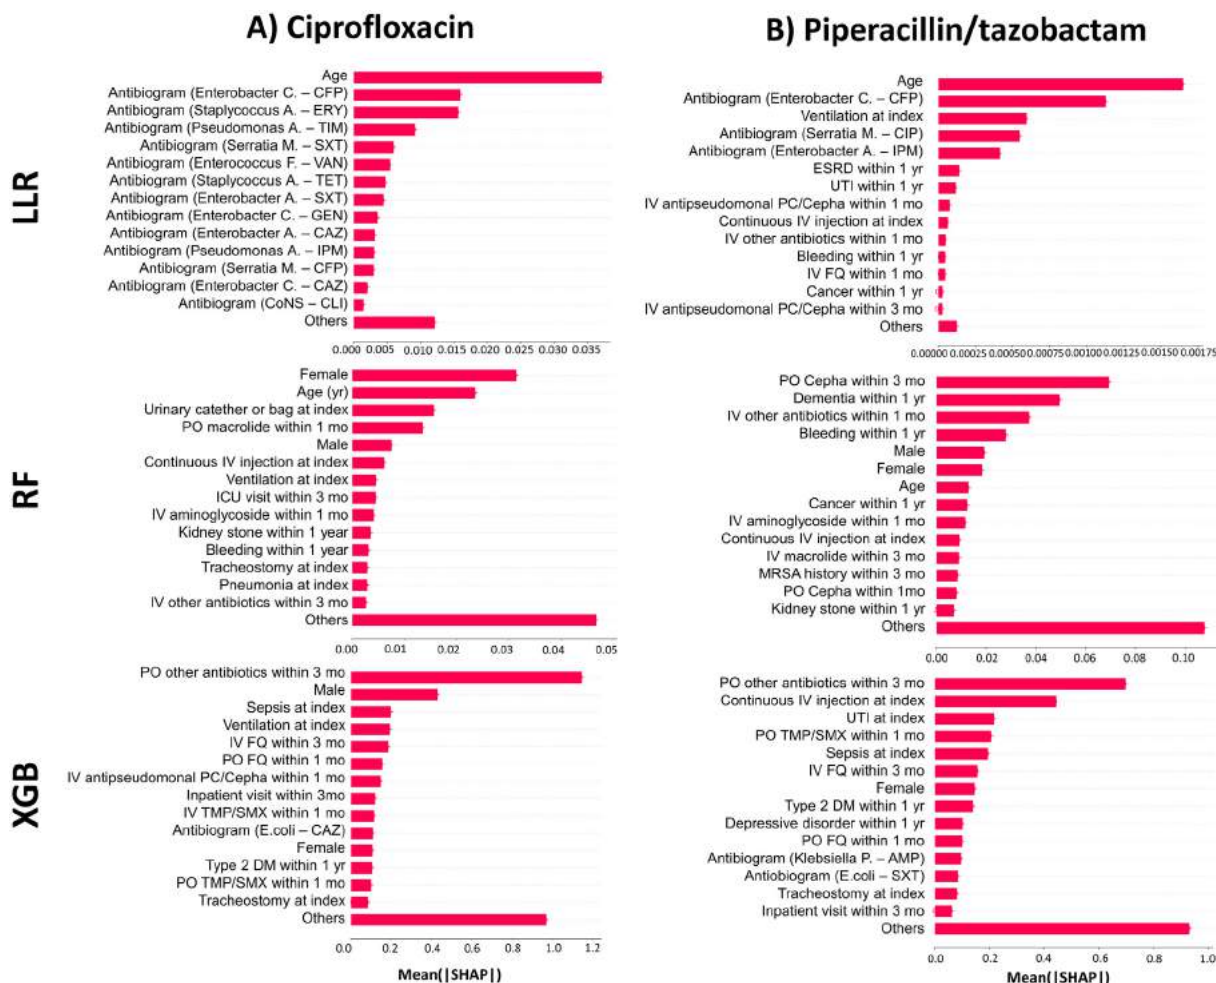 A) Ciprofloxacin
B) Piperacillin/tazobactam
LLR
Age
Antibiogram (Enterobacter C. – CFP)
Antibiogram (Staplycoccus A. – ERY)
Antibiogram (Pseudomonas A. – TIM)
Antibiogram (Serratia M. – SXT)
Antibiogram (Enterococcus F. – VAN)
Antibiogram (Staplycoccus A. – TET)
Antibiogram (Enterobacter A. – SXT)
Antibiogram (Enterobacter C. – GEN)
Antibiogram (Enterobacter A. – CAZ)
Antibiogram (Pseudomonas A. – IPM)
Antibiogram (Serratia M. – CFP)
Antibiogram (Enterobacter C. – CAZ)
Antibiogram (CoNS – CLI)
Others
0.000 0.005 0.010 0.015 0.020 0.025 0.030 0.035
Age
Antibiogram (Enterobacter C. – CFP)
Ventilation at index
Antibiogram (Serratia M. – CIP)
Antibiogram (Enterobacter A. – IPM)
ESRD within 1 yr
UTI within 1 yr
IV antipseudomonal PC/Cepha within 1 mo
Continuous IV injection at index
IV other antibiotics within 1 mo
Bleeding within 1 yr
IV FQ within 1 mo
Cancer within 1 yr
IV antipseudomonal PC/Cepha within 3 mo
Others
0.00000 0.00025 0.00050 0.00075 0.00100 0.00125 0.00150 0.00175
RF
Female
Age (yr)
Urinary catether or bag at index
PO macrolide within 1 mo
Male
Continuous IV injection at index
Ventilation at index
ICU visit within 3 mo
IV aminoglycoside within 1 mo
Kidney stone within 1 year
Bleeding within 1 year
Tracheostomy at index
Pneumonia at index
IV other antibiotics within 3 mo
Others
0.00 0.01 0.02 0.03 0.04 0.05
PO Cepha within 3 mo
Dementia within 1 yr
IV other antibiotics within 1 mo
Bleeding within 1 yr
Male
Female
Age
Cancer within 1 yr
IV aminoglycoside within 1 mo
Continuous IV injection at index
IV macrolide within 3 mo
MRSA history within 3 mo
PO Cepha within 1mo
Kidney stone within 1 yr
Others
0.00 0.02 0.04 0.06 0.08 0.10
XGB
PO other antibiotics within 3 mo
Male
Sepsis at index
Ventilation at index
IV FQ within 3 mo
PO FQ within 1 mo
IV antipseudomonal PC/Cepha within 1 mo
Inpatient visit within 3mo
IV TMP/SMX within 1 mo
Antibiogram (E.coli – CAZ)
Female
Type 2 DM within 1 yr
PO TMP/SMX within 1 mo
Tracheostomy at index
Others
0.0 0.2 0.4 0.6 0.8 1.0 1.2
Mean(|SHAP|)
PO other antibiotics within 3 mo
Continuous IV injection at index
UTI at index
PO TMP/SMX within 1 mo
Sepsis at index
IV FQ within 3 mo
Female
Type 2 DM within 1 yr
Depressive disorder within 1 yr
PO FQ within 1 mo
Antibiogram (Klebsiella P. – AMP)
Antiobiogram (E.coli – SXT)
Tracheostomy at index
Inpatient visit within 3 mo
Others
0.0 0.2 0.4 0.6 0.8 1.0
Mean(|SHAP|)